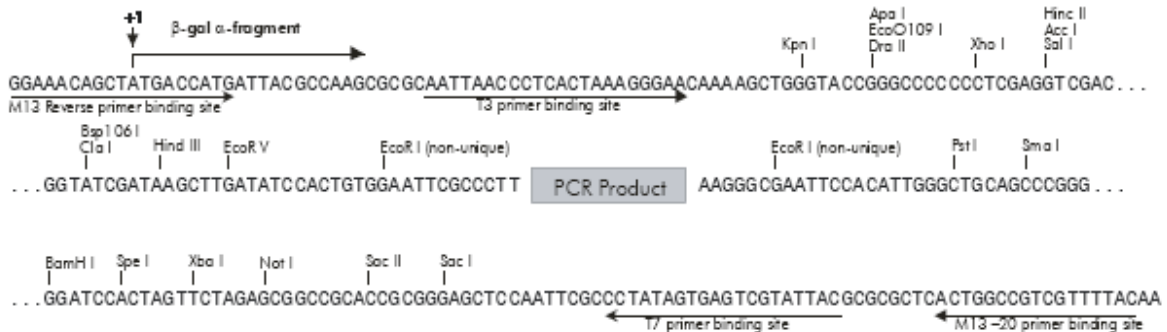 +1
β-gal α-fragment
Apa I Hinc II
EcoO109 I Acc I
Kpn I Dra II Xho I Sal I
GGAAACAGCTATGACCATGATTACGCCAAGCGCGCAATTAACCCTCACTAAAGGGAACAAAAGCTGGGTACCGGGCCCCCCCTCGAGGTCGAC...
M13 Reverse primer binding site T3 primer binding site
Bsp106 I
Cla I Hind III EcoR V EcoR I (non-unique) EcoR I (non-unique) Pst I Sma I
...GGTATCGATAAGCTTGATATCCACTGTGGAATTCGCCCTT PCR Product AAGGGCGAATTCCACATTGGGCTGCAGCCCGGG...
BamH I Spe I Xba I Not I Sac II Sac I
...GGATCCACTAGTTCTAGAGCGGCCGCACCGCGGGAGCTCCAATTCGCCCTATAGTGAGTCGTATTACGCGCGCTCACTGGCCGTCGTTTTACAA
T7 primer binding site M13 –20 primer binding site